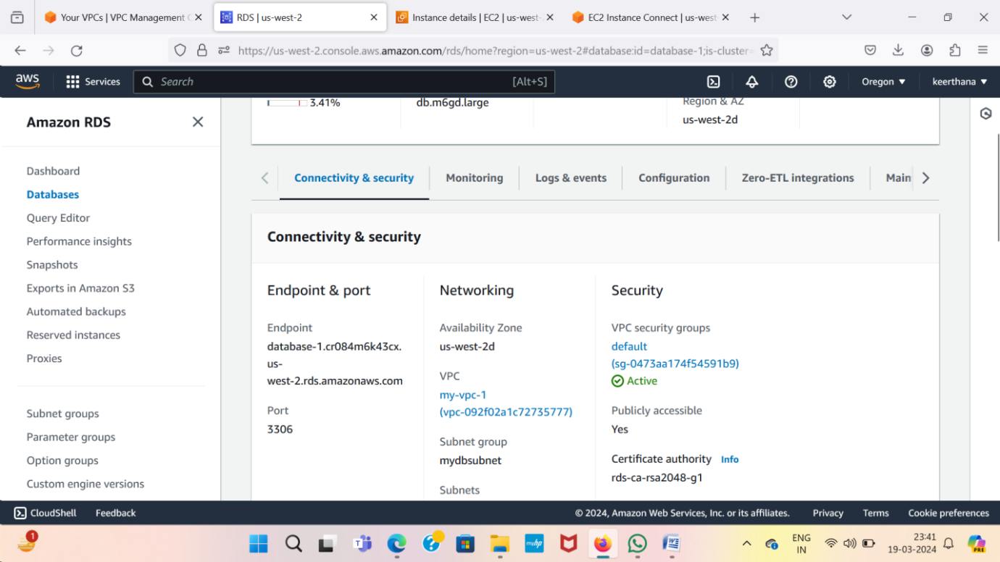 Your VPCs | VPC Management C
RDS | us-west-2
Instance details | EC2 | us-west-
EC2 Instance Connect | us-west-
https://us-west-2.console.aws.amazon.com/rds/home?region=us-west-2#database:id=database-1;is-cluster=
aws
Services
Search
[Alt+S]
Oregon
keerthana
Amazon RDS
Dashboard
Databases
Query Editor
Performance insights
Snapshots
Exports in Amazon S3
Automated backups
Reserved instances
Proxies
Subnet groups
Parameter groups
Option groups
Custom engine versions
3.41%
db.m6gd.large
Region & AZ
us-west-2d
Connectivity & security
Monitoring
Logs & events
Configuration
Zero-ETL integrations
Main
Connectivity & security
Endpoint & port
Endpoint
database-1.cr084m6k43cx.
us-
west-2.rds.amazonaws.com
Port
3306
Networking
Availability Zone
us-west-2d
VPC
my-vpc-1
(vpc-092f02a1c72735777)
Subnet group
mydbsubnet
Subnets
Security
VPC security groups
default
(sg-0473aa174f54591b9)
Active
Publicly accessible
Yes
Certificate authority Info
rds-ca-rsa2048-g1
CloudShell
Feedback
© 2024, Amazon Web Services, Inc. or its affiliates.
Privacy
Terms
Cookie preferences
1
myhp
ENG
IN
23:41
19-03-2024
PRE